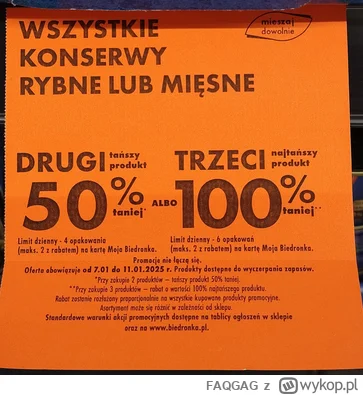 WSZYSTKIE
KONSERWY
RYBNE LUB MIĘSNE
mieszaj
dowolnie
DRUGI tańszy produkt
50% taniej*
ALBO
TRZECI najtańszy produkt
100% taniej**
Limit dzienny - 4 opakowania
(maks. 2 z rabatem) na kartę Moja Biedronka.
Limit dzienny - 6 opakowań
(maks. 2 z rabatem) na kartę Moja Biedronka.
Promocje nie łączą się.
Oferta obowiązuje od 7.01 do 11.01.2025 r. Produkty dostępne do wyczerpania zapasów.
*Przy zakupie 2 produktów – tańszy produkt 50% taniej.
**Przy zakupie 3 produktów – rabat o wartości 100% najtańszego produktu.
Rabat zostanie rozłożony proporcjonalnie na wszystkie kupowane produkty promocyjne.
Asortyment może się różnić w zależności od sklepu.
Standardowe warunki akcji promocyjnych dostępne na tablicy ogłoszeń w sklepie
oraz na www.biedronka.pl.
FAQGAG z wykop.pl